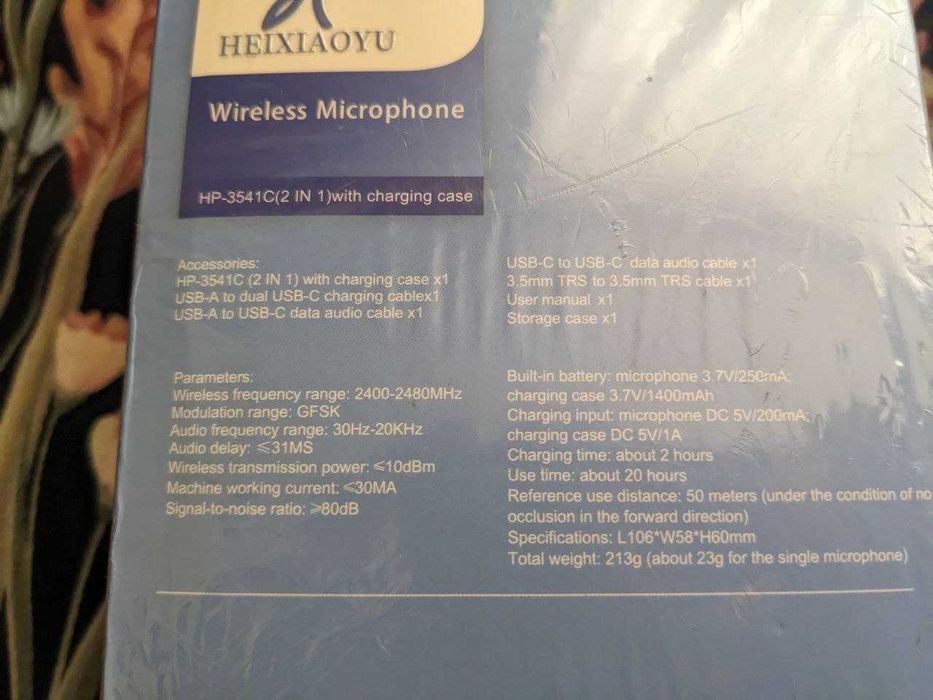 HEIXIAOYU
Wireless Microphone
HP-3541C(2 IN 1)with charging case
Accessories:
HP-3541C (2 IN 1) with charging case x1
USB-A to dual USB-C charging cablex1
USB-A to USB-C data audio cable x1
USB-C to USB-C data audio cable x1
3.5mm TRS to 3.5mm TRS cable x1
User manual x1
Storage case x1
Parameters:
Wireless frequency range: 2400-2480MHz
Modulation range: GFSK
Audio frequency range: 30Hz-20KHz
Audio delay: ≤31MS
Wireless transmission power: ≤10dBm
Machine working current: ≤30MA
Signal-to-noise ratio: ≥80dB
Built-in battery: microphone 3.7V/250mA;
charging case 3.7V/1400mAh
Charging input: microphone DC 5V/200mA,
charging case DC 5V/1A
Charging time: about 2 hours
Use time: about 20 hours
Reference use distance: 50 meters (under the condition of no
occlusion in the forward direction)
Specifications: L106*W58*H60mm
Total weight: 213g (about 23g for the single microphone)